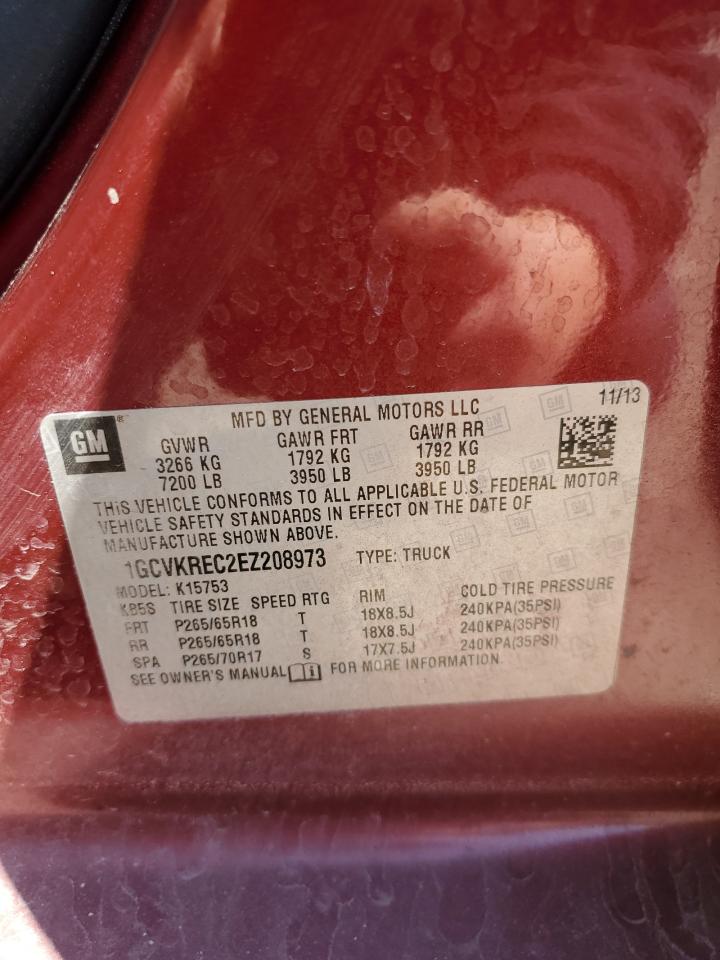 MFD BY GENERAL MOTORS LLC 11/13
GM®
GVWR GAWR FRT GAWR RR
3266 KG 1792 KG 1792 KG
7200 LB 3950 LB 3950 LB
THIS VEHICLE CONFORMS TO ALL APPLICABLE U.S. FEDERAL MOTOR
VEHICLE SAFETY STANDARDS IN EFFECT ON THE DATE OF
MANUFACTURE SHOWN ABOVE.
1GCVKREC2EZ208973 TYPE: TRUCK
MODEL: K15753
KB5S TIRE SIZE SPEED RTG RIM COLD TIRE PRESSURE
FRT P265/65R18 T 18X8.5J 240KPA(35PSI)
RR P265/65R18 T 18X8.5J 240KPA(35PSI)
SPA P265/70R17 S 17X7.5J 240KPA(35PSI)
SEE OWNER'S MANUAL FOR MORE INFORMATION.